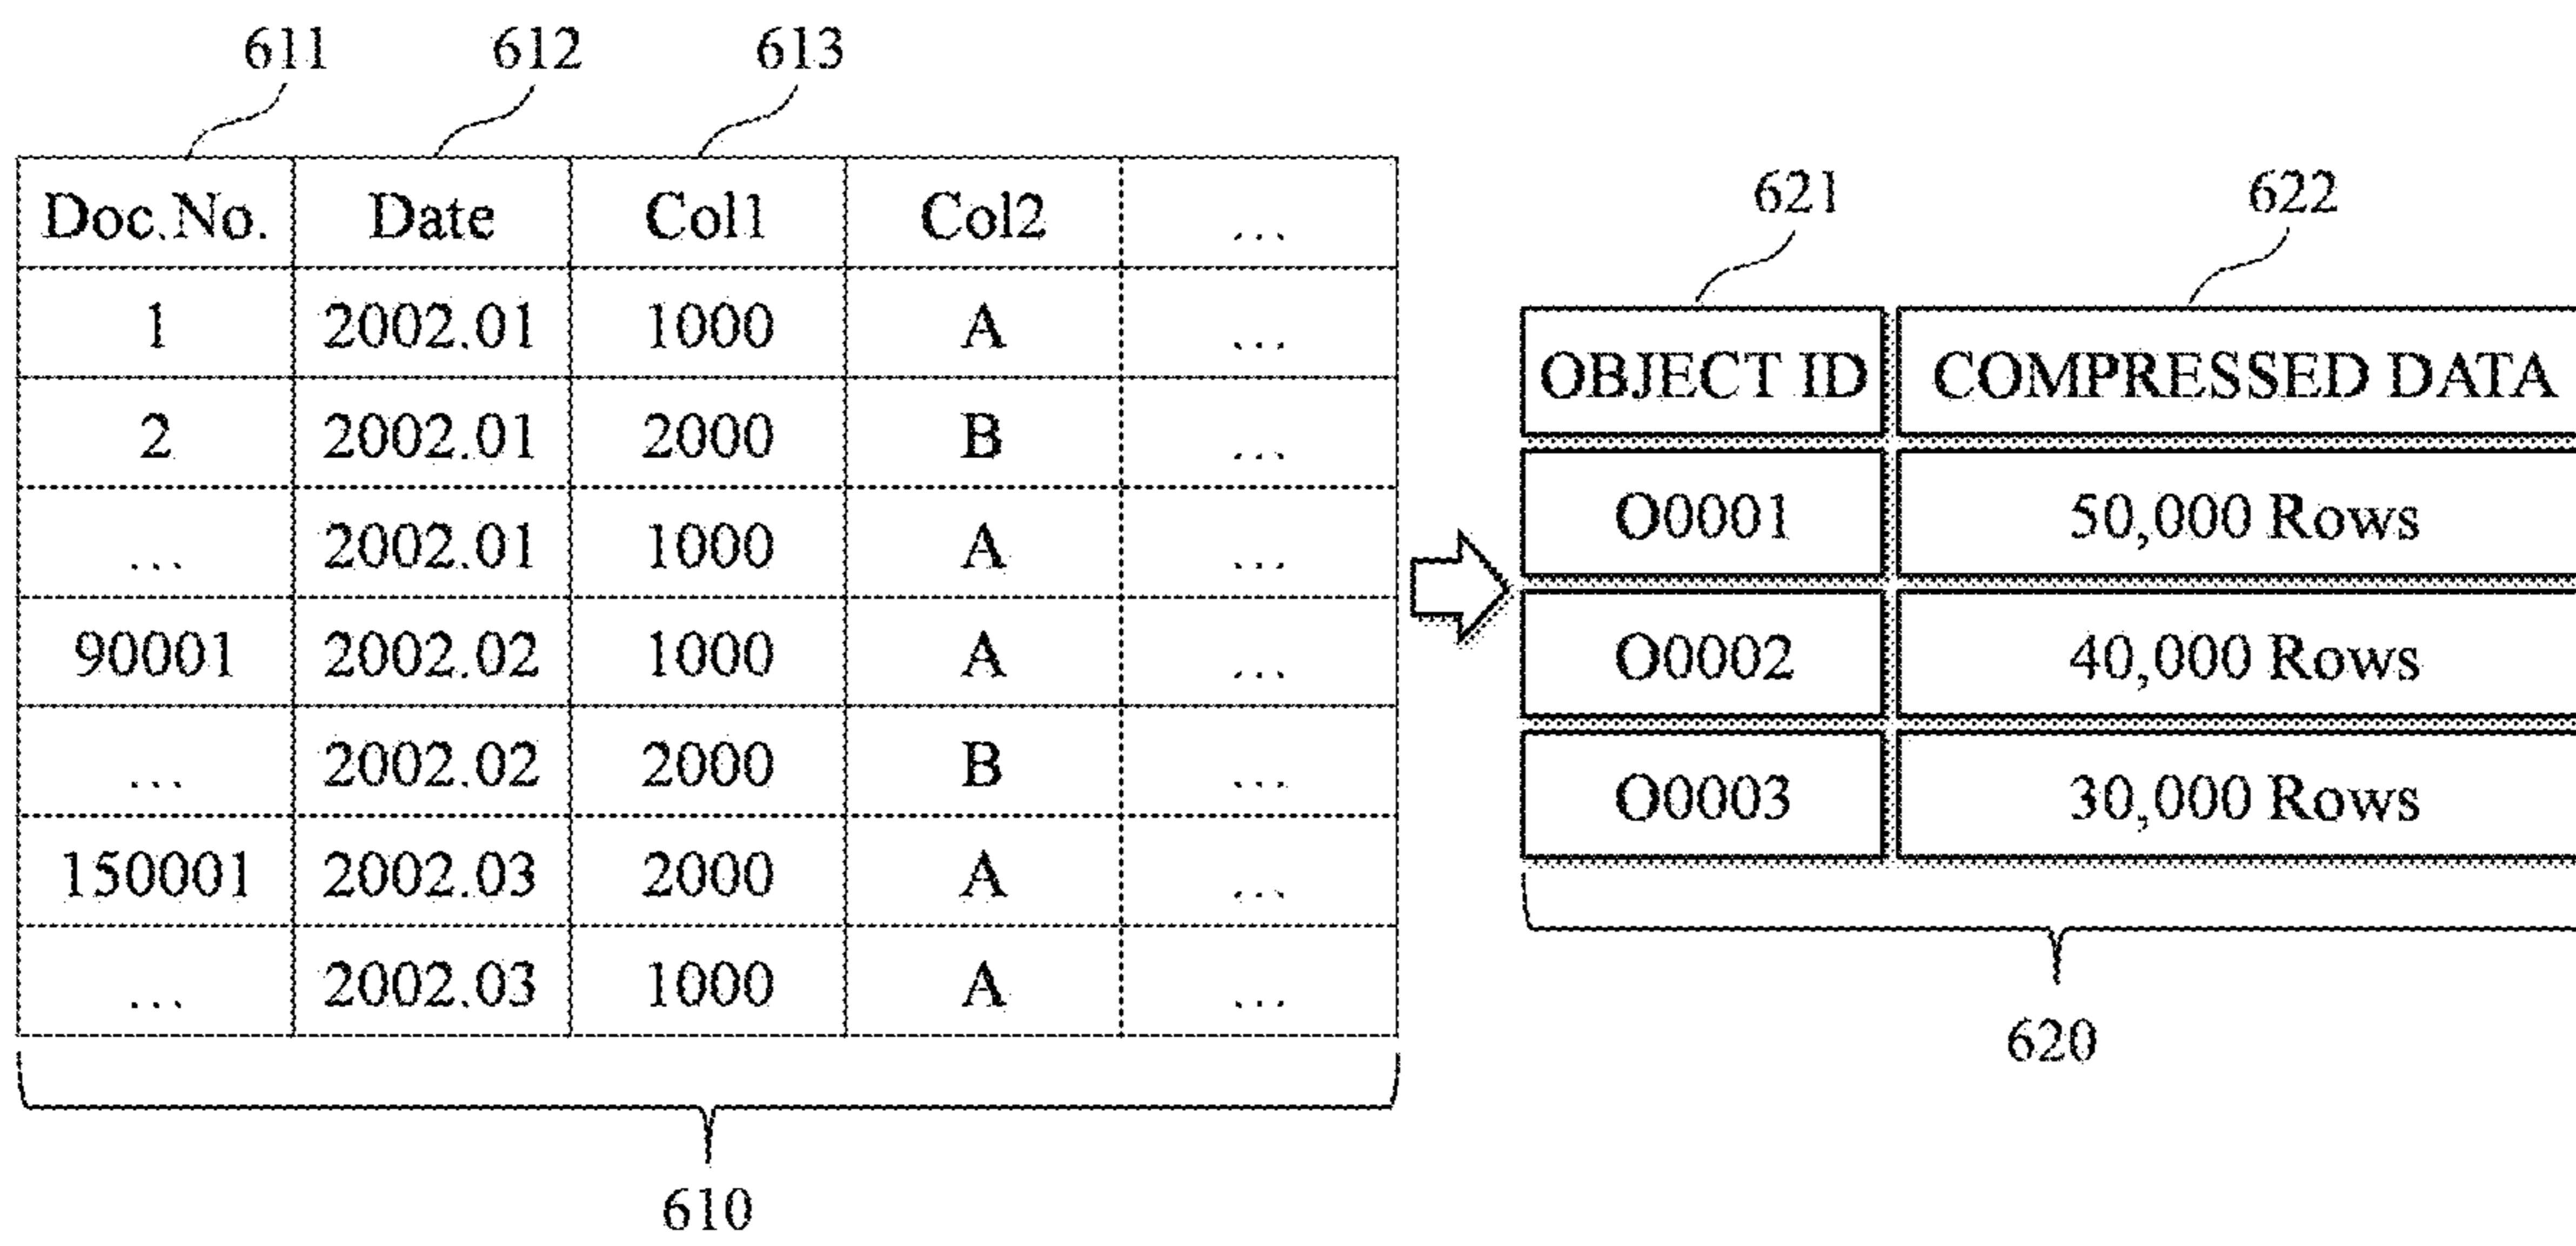 611 612 613
Doc.No. Date Col1 Col2 ...
1 2002.01 1000 A ...
2 2002.01 2000 B ...
... 2002.01 1000 A ...
90001 2002.02 1000 A ...
... 2002.02 2000 B ...
150001 2002.03 2000 A ...
... 2002.03 1000 A ...
610
621 622
OBJECT ID COMPRESSED DATA
O0001 50,000 Rows
O0002 40,000 Rows
O0003 30,000 Rows
620